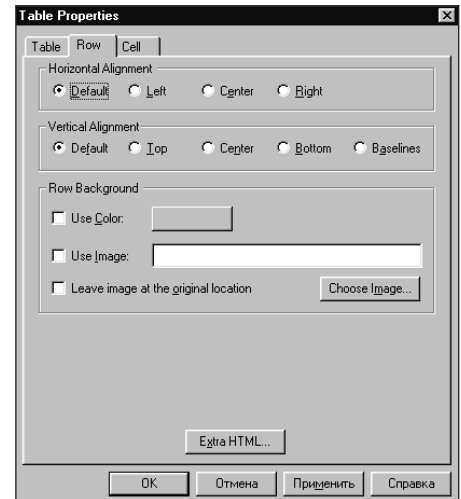 Table Properties
Table Row Cell
Horizontal Alignment
Default Left Center Right
Vertical Alignment
Default Top Center Bottom Baselines
Row Background
Use Color:
Use Image:
Leave image at the original location Choose Image...
Extra HTML...
OK Отмена Применить Справка